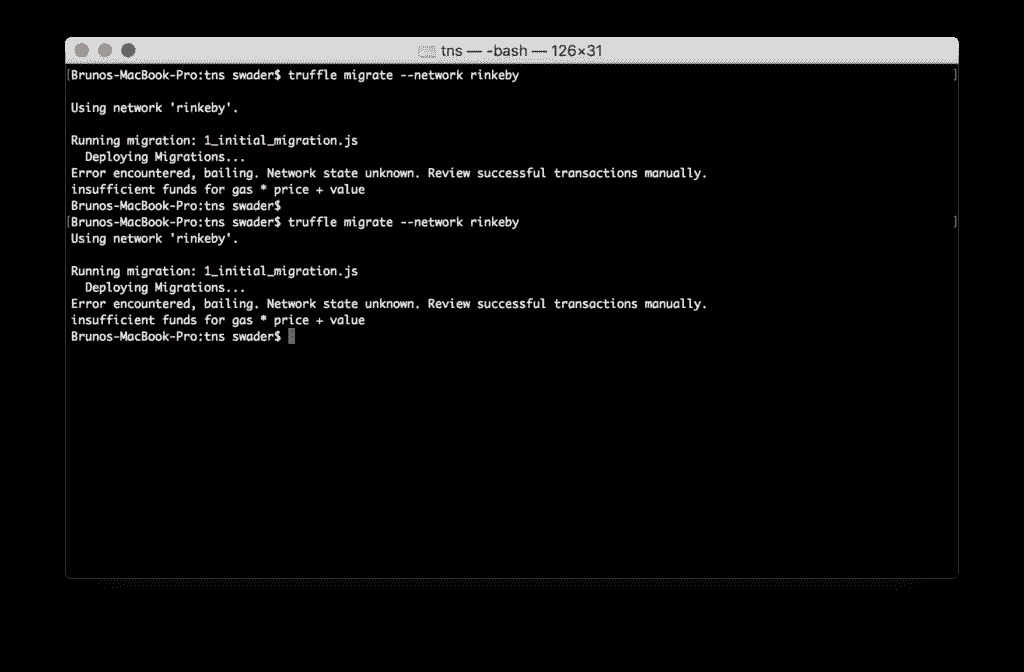 tns — -bash — 126×31
[Brunos-MacBook-Pro:tns swader$ truffle migrate --network rinkeby ]
Using network 'rinkeby'.
Running migration: 1_initial_migration.js
Deploying Migrations...
Error encountered, bailing. Network state unknown. Review successful transactions manually.
insufficient funds for gas * price + value
Brunos-MacBook-Pro:tns swader$
[Brunos-MacBook-Pro:tns swader$ truffle migrate --network rinkeby ]
Using network 'rinkeby'.
Running migration: 1_initial_migration.js
Deploying Migrations...
Error encountered, bailing. Network state unknown. Review successful transactions manually.
insufficient funds for gas * price + value
Brunos-MacBook-Pro:tns swader$